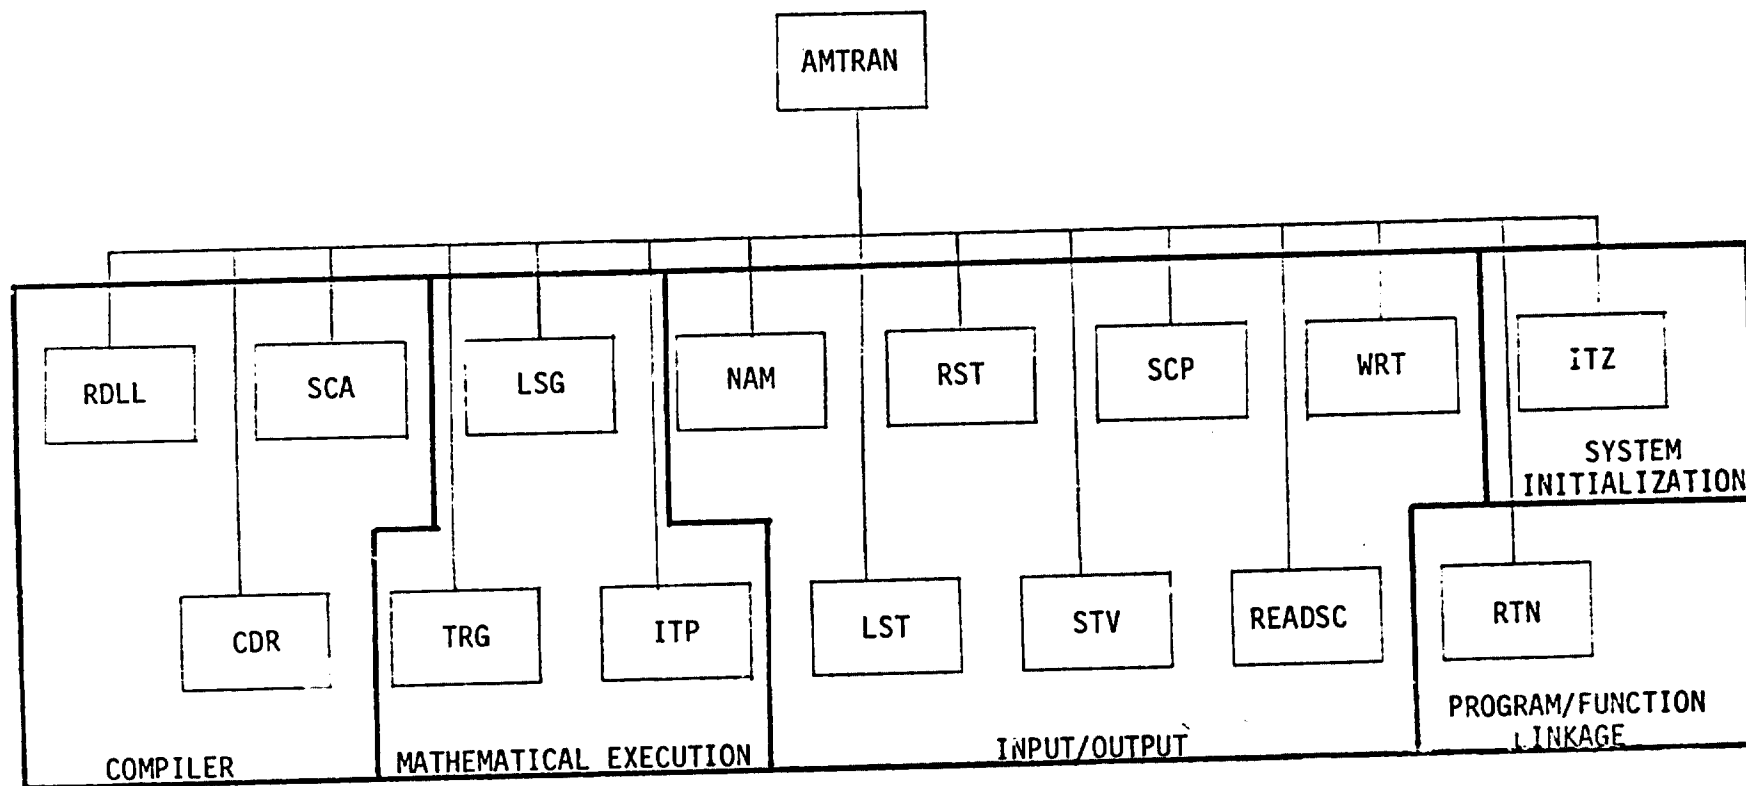 AMTRAN
RDLL
SCA
LSG
NAM
RST
SCP
WRT
ITZ
SYSTEM
INITIALIZATION
CDR
TRG
ITP
LST
STV
READSC
RTN
PROGRAM/FUNCTION
LINKAGE
COMPILER
MATHEMATICAL EXECUTION
INPUT/OUTPUT